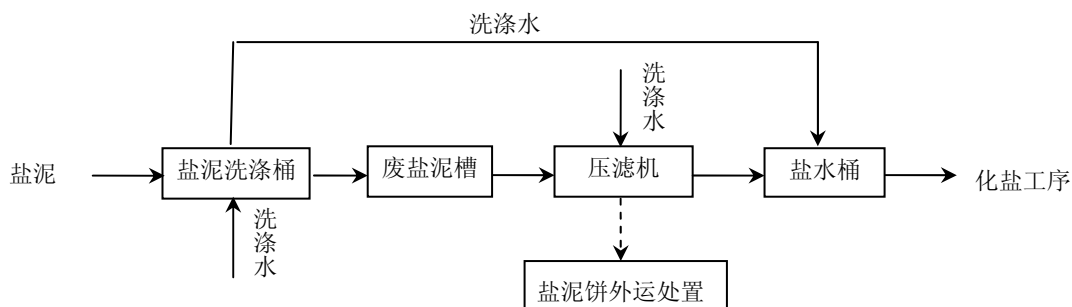 洗涤水
洗涤水
盐泥
盐泥洗涤桶
废盐泥槽
压滤机
盐水桶
化盐工序
洗涤水
盐泥饼外运处置